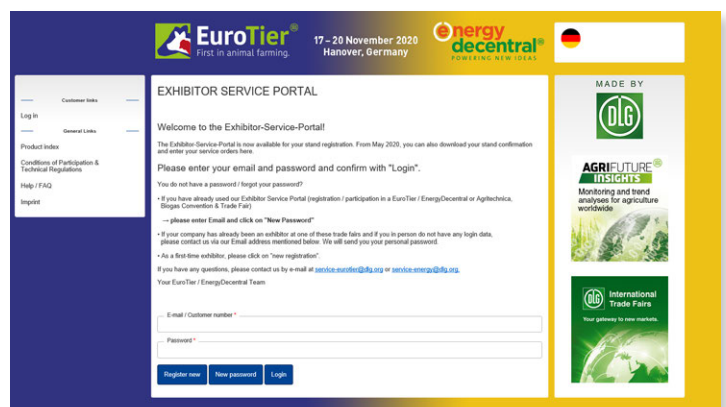 EuroTier®
First in animal farming.
17 – 20 November 2020
Hanover, Germany
energy
decentral®
POWERING NEW IDEAS
Customer links
Log in
General Links
Product index
Conditions of Participation &
Technical Regulations
Help / FAQ
Imprint
EXHIBITOR SERVICE PORTAL
Welcome to the Exhibitor-Service-Portal!
The Exhibitor-Service-Portal is now available for your stand registration. From May 2020, you can also download your stand confirmation
and enter your service orders here.
Please enter your email and password and confirm with "Login".
You do not have a password / forgot your password?
• If you have already used our Exhibitor Service Portal (registration / participation in a EuroTier / EnergyDecentral or Agritechnica,
Biogas Convention & Trade Fair)
→ please enter Email and click on "New Password"
• If your company has already been an exhibitor at one of these trade fairs and if you in person do not have any login data,
please contact us via our Email address mentioned below. We will send you your personal password.
• As a first-time exhibitor, please click on "new registration".
If you have any questions, please contact us by e-mail at service-eurotier@dlg.org or service-energy@dlg.org.
Your EuroTier / EnergyDecentral Team
E-mail / Customer number *
Password *
Register new
New password
Login
MADE BY
DLG
AGRIFUTURE®
INSIGHTS
Monitoring and trend
analyses for agriculture
worldwide
DLG
International
Trade Fairs
Your gateway to new markets.